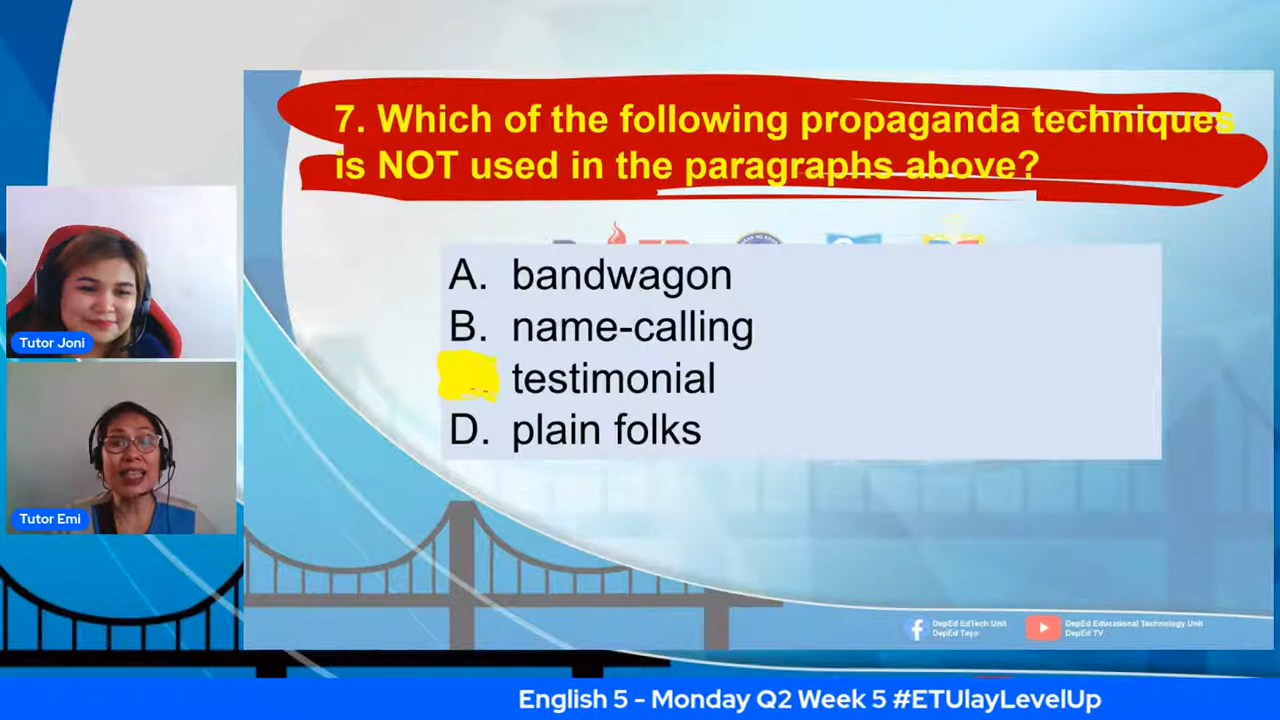 7. Which of the following propaganda techniques
is NOT used in the paragraphs above?
A. bandwagon
B. name-calling
testimonial
D. plain folks
Tutor Joni
Tutor Emi
DepEd EdTech Unit
DepEd Tayo
DepEd Educational Technology Unit
DepEd TV
English 5 - Monday Q2 Week 5 #ETUlayLevelUp